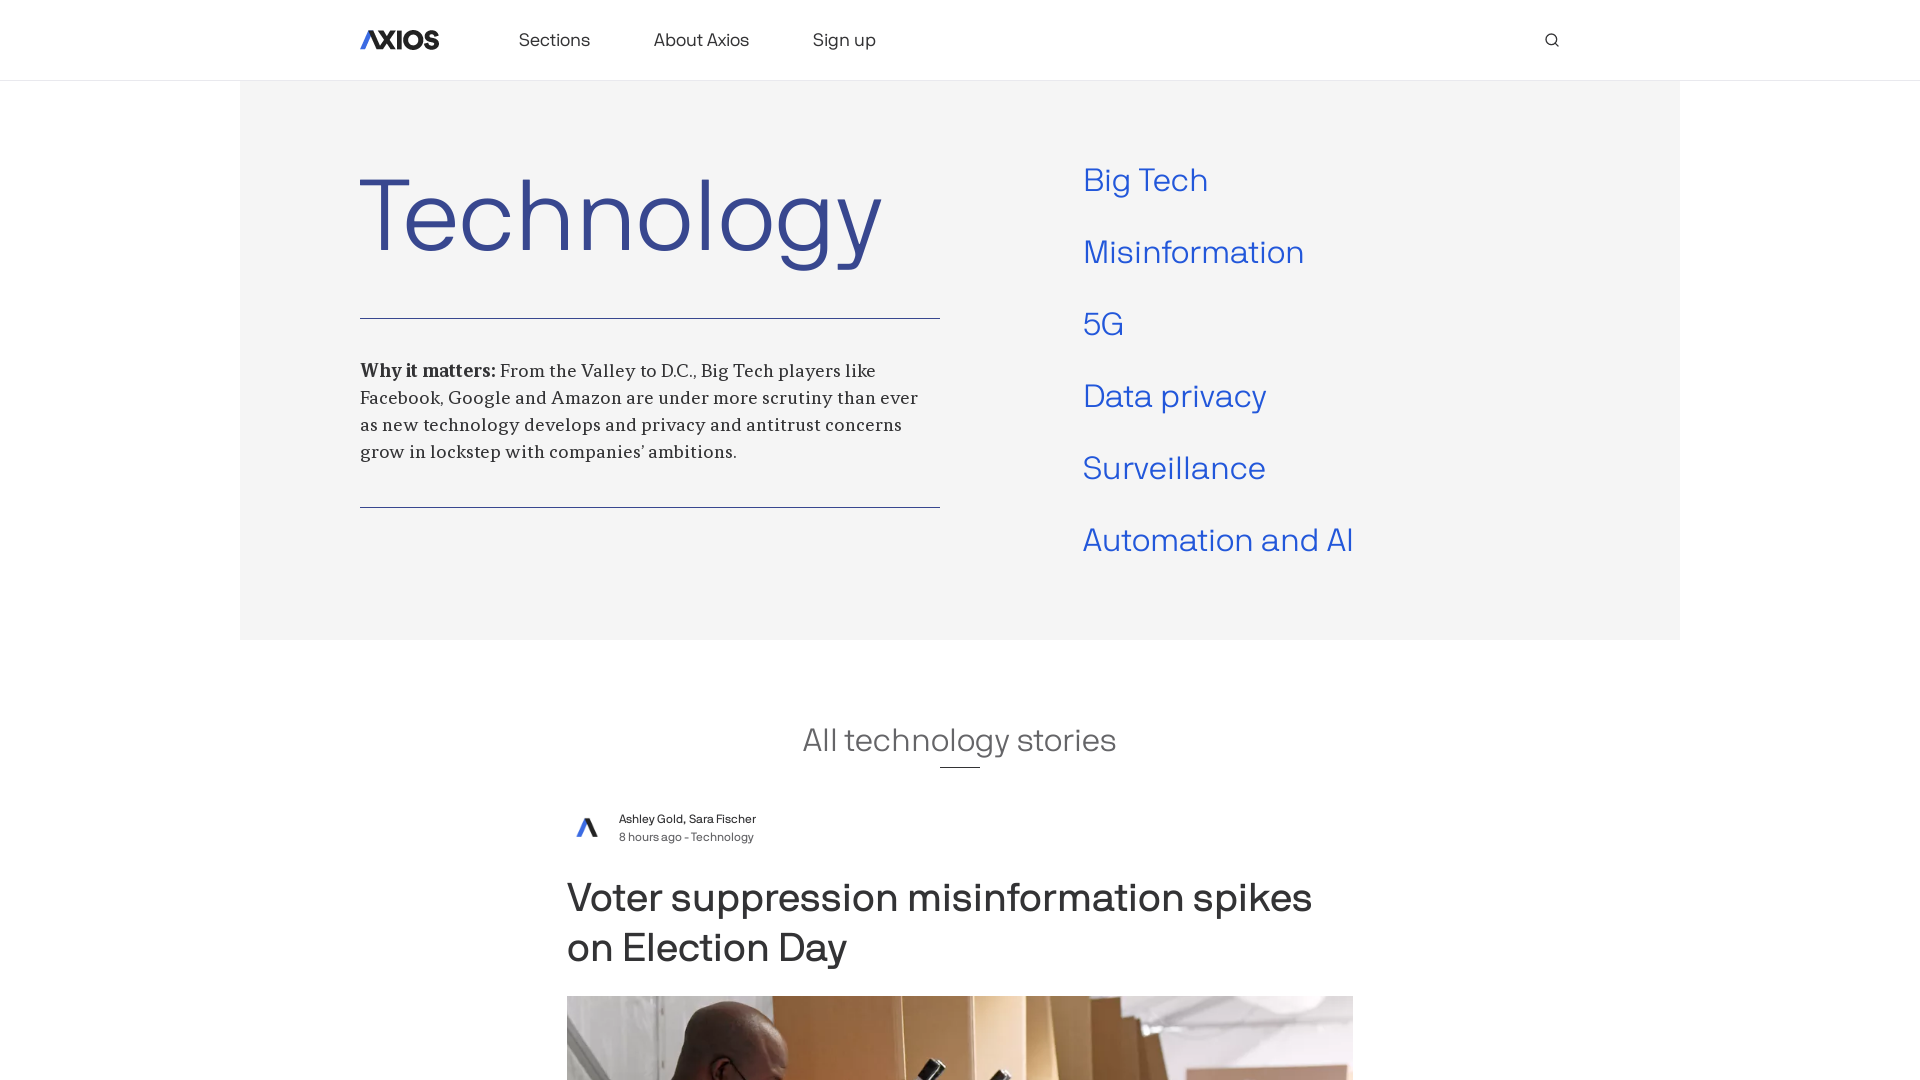 AXIOS
Sections
About Axios
Sign up
Technology
Why it matters: From the Valley to D.C., Big Tech players like
Facebook, Google and Amazon are under more scrutiny than ever
as new technology develops and privacy and antitrust concerns
grow in lockstep with companies’ ambitions.
Big Tech
Misinformation
5G
Data privacy
Surveillance
Automation and AI
All technology stories
Ashley Gold, Sara Fischer
8 hours ago - Technology
Voter suppression misinformation spikes
on Election Day